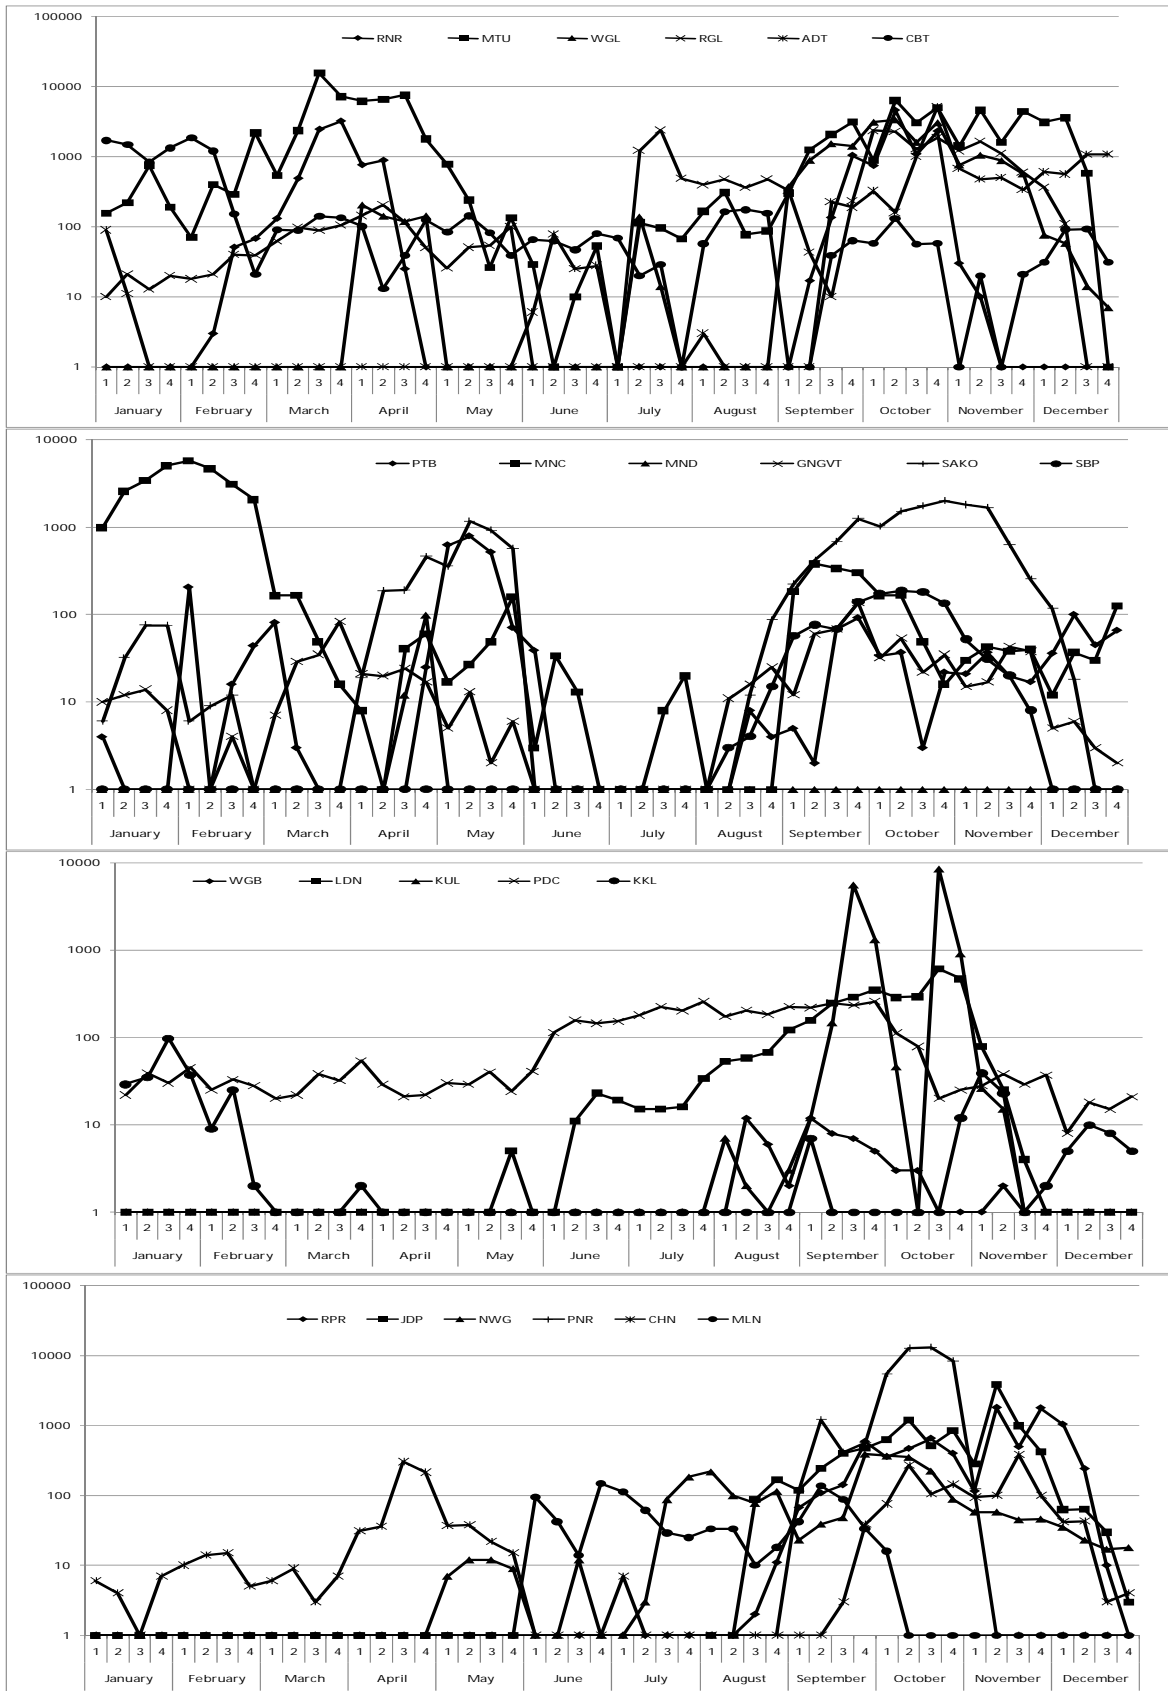 100000
RNR MTU WGL RGL ADT CBT
10000
1000
100
10
1
1 2 3 4 1 2 3 4 1 2 3 4 1 2 3 4 1 2 3 4 1 2 3 4 1 2 3 4 1 2 3 4 1 2 3 4 1 2 3 4 1 2 3 4 1 2 3 4
January February March April May June July August September October November December
10000
PTB MNC MND GNGVT SAKO SBP
1000
100
10
1
1 2 3 4 1 2 3 4 1 2 3 4 1 2 3 4 1 2 3 4 1 2 3 4 1 2 3 4 1 2 3 4 1 2 3 4 1 2 3 4 1 2 3 4 1 2 3 4
January February March April May June July August September October November December
10000
WGB LDN KUL PDC KKL
1000
100
10
1
1 2 3 4 1 2 3 4 1 2 3 4 1 2 3 4 1 2 3 4 1 2 3 4 1 2 3 4 1 2 3 4 1 2 3 4 1 2 3 4 1 2 3 4 1 2 3 4
January February March April May June July August September October November December
100000
RPR JDP NWG PNR CHN MLN
10000
1000
100
10
1
1 2 3 4 1 2 3 4 1 2 3 4 1 2 3 4 1 2 3 4 1 2 3 4 1 2 3 4 1 2 3 4 1 2 3 4 1 2 3 4 1 2 3 4 1 2 3 4
January February March April May June July August September October November December